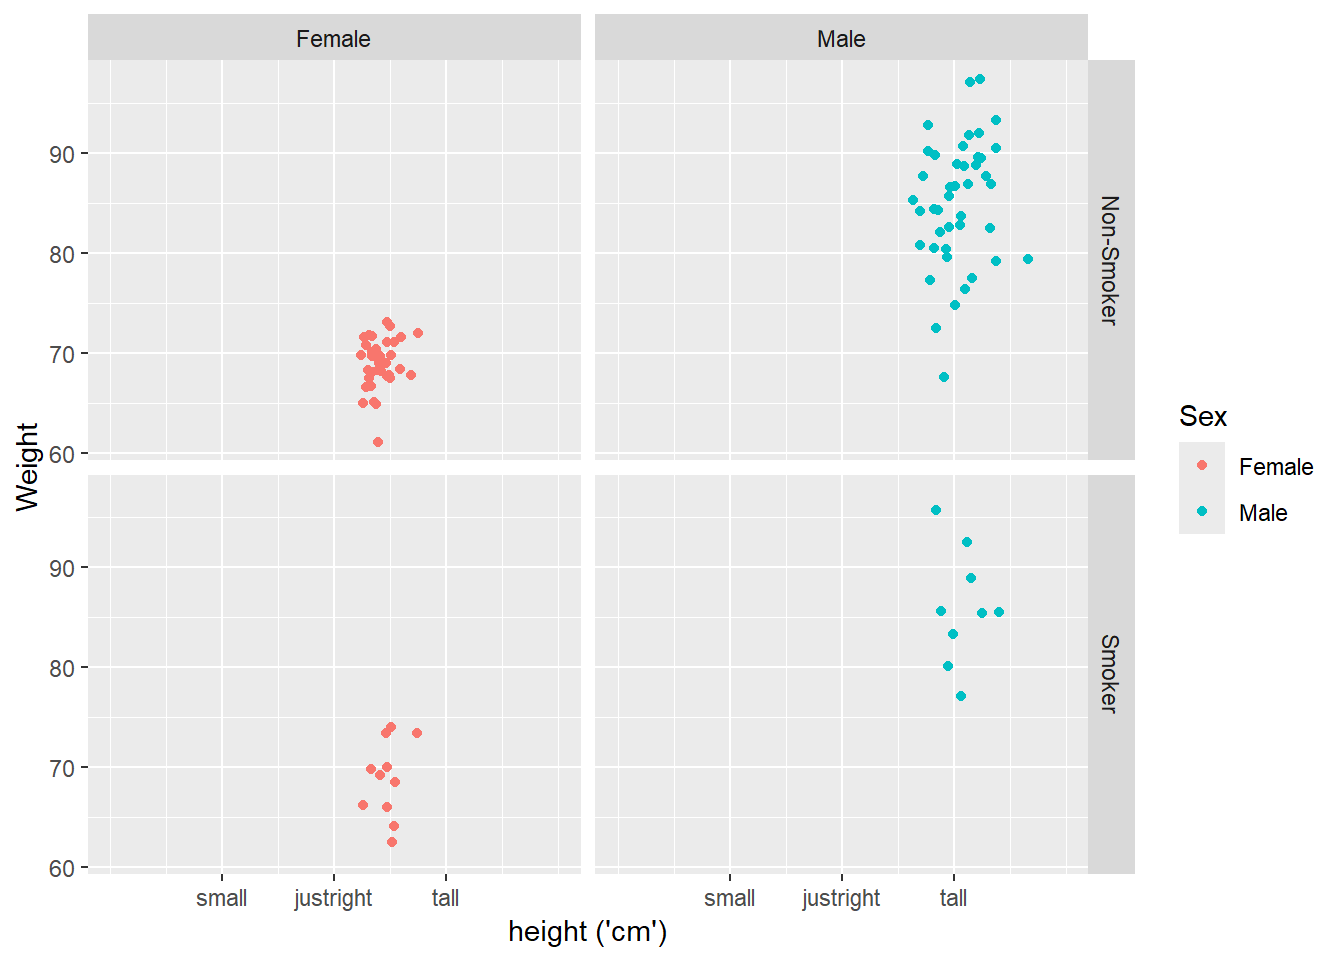 Female
Male
Non-Smoker
Smoker
90
80
70
60
90
80
70
60
Weight
small
justright
tall
small
justright
tall
height ('cm')
Sex
Female
Male